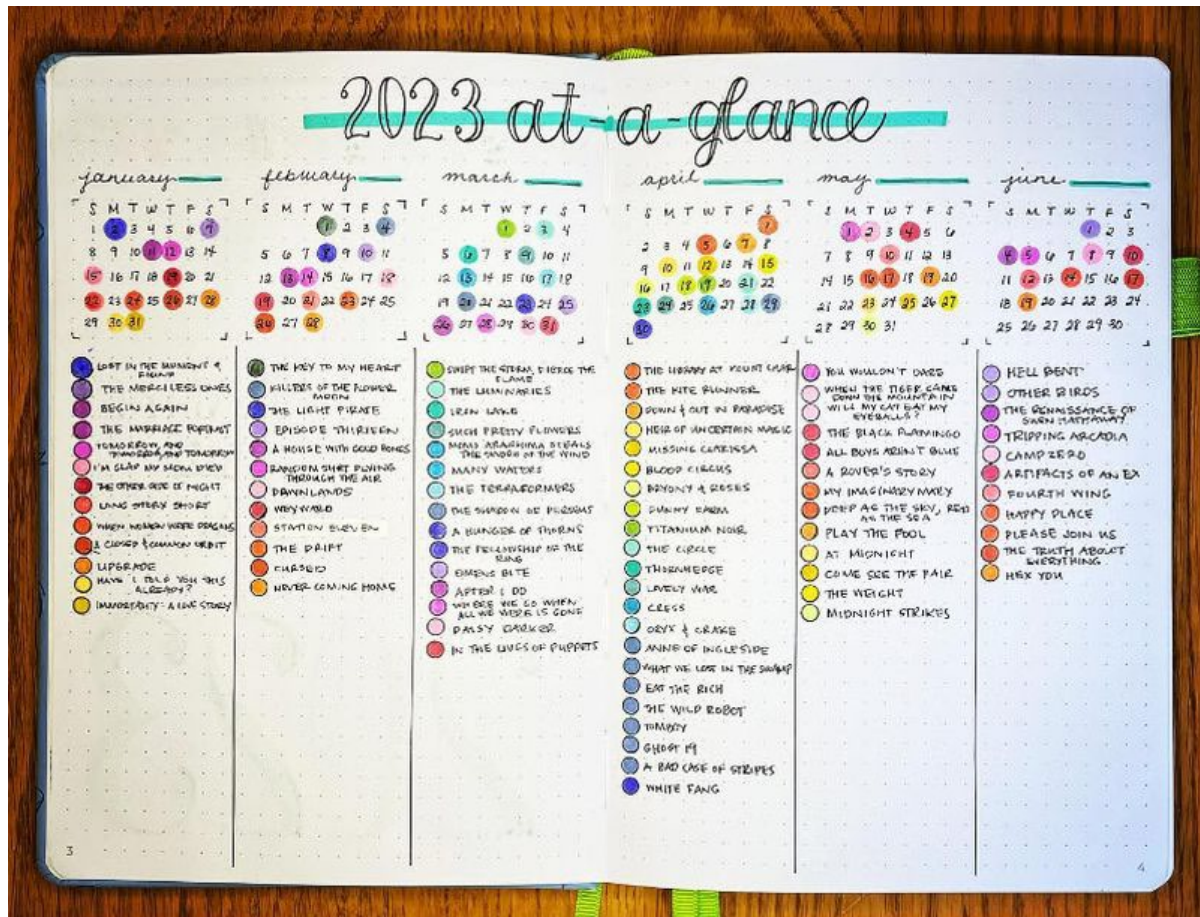 2023 at-a-glance
january
S M T W T F S
1 2 3 4 5 6 7
8 9 10 11 12 13 14
15 16 17 18 19 20 21
22 23 24 25 26 27 28
29 30 31
LOST IN THE MOMENT &
FOUND
THE MERCILESS ONES
BEGIN AGAIN
THE MARRIAGE PORTRAIT
TOMORROW, AND
TOMORROW, AND TOMORROW
I'M GLAD MY MOM DIED
THE OTHER SIDE OF NIGHT
LONG STORY SHORT
WHEN WOMEN WERE DRAGONS
A CLOSED & COMMON ORBIT
UPGRADE
HAVE I TOLD YOU THIS
ALREADY?
IMMORTALITY: A LOVE STORY
february
S M T W T F S
1 2 3 4
5 6 7 8 9 10 11
12 13 14 15 16 17 18
19 20 21 22 23 24 25
26 27 28
THE KEY TO MY HEART
KILLERS OF THE FLOWER
MOON
THE LIGHT PIRATE
EPISODE THIRTEEN
A HOUSE WITH GOOD BONES
RANDOM SHIT FLYING
THROUGH THE AIR
DAWNLANDS
WEYWARD
STATION ELEVEN
THE DRIFT
CURSED
NEVER COMING HOME
march
S M T W T F S
1 2 3 4
5 6 7 8 9 10 11
12 13 14 15 16 17 18
19 20 21 22 23 24 25
26 27 28 29 30 31
SWIFT THE STORM, FIERCE THE
FLAME
THE LUMINARIES
IRON LAKE
SUCH PRETTY FLOWERS
MOMO ARASHIMA STEALS
THE SWORD OF THE WIND
MANY WATERS
THE TERRAFORMERS
THE SHADOW OF PERSEUS
A HUNGER OF THORNS
THE FELLOWSHIP OF THE
RING
OMENS BITE
AFTER I DO
WHERE WE GO WHEN
ALL WE WERE IS GONE
DAISY DARKER
IN THE LIVES OF PUPPETS
april
S M T W T F S
1
2 3 4 5 6 7 8
9 10 11 12 13 14 15
16 17 18 19 20 21 22
23 24 25 26 27 28 29
30
THE LIBRARY AT MOUNT CHAR
THE KITE RUNNER
DOWN & OUT IN PARADISE
HEIR OF UNCERTAIN MAGIC
MISSING CLARISSA
BLOOD CIRCUS
BRYONY & ROSES
FUNNY FARM
TITANIUM NOIR
THE CIRCLE
THORNHEDGE
LOVELY WAR
CRESS
ORYX & CRAKE
ANNE OF INGLESIDE
WHAT WE LOST IN THE SWAMP
EAT THE RICH
THE WILD ROBOT
TOMBOY
GHOST 19
A BAD CASE OF STRIPES
WHITE FANG
may
S M T W T F S
1 2 3 4 5 6
7 8 9 10 11 12 13
14 15 16 17 18 19 20
21 22 23 24 25 26 27
28 29 30 31
YOU WOULDN'T DARE
WHEN THE TIGER CAME
DOWN THE MOUNTAIN
WILL MY CAT EAT MY
EYEBALLS?
THE BLACK FLAMINGO
ALL BOYS AREN'T BLUE
A ROVER'S STORY
MY IMAGINARY MARY
DEEP AS THE SKY, RED
AS THE SEA
PLAY THE FOOL
AT MIDNIGHT
COME SEE THE FAIR
THE WEIGHT
MIDNIGHT STRIKES
june
S M T W T F S
1 2 3
4 5 6 7 8 9 10
11 12 13 14 15 16 17
18 19 20 21 22 23 24
25 26 27 28 29 30
HELL BENT
OTHER BIRDS
THE RENAISSANCE OF
GWEN HATHAWAY
TRIPPING ARCADIA
CAMP ZERO
ARTIFACTS OF AN EX
FOURTH WING
HAPPY PLACE
PLEASE JOIN US
THE TRUTH ABOUT
EVERYTHING
HEX YOU
3
4